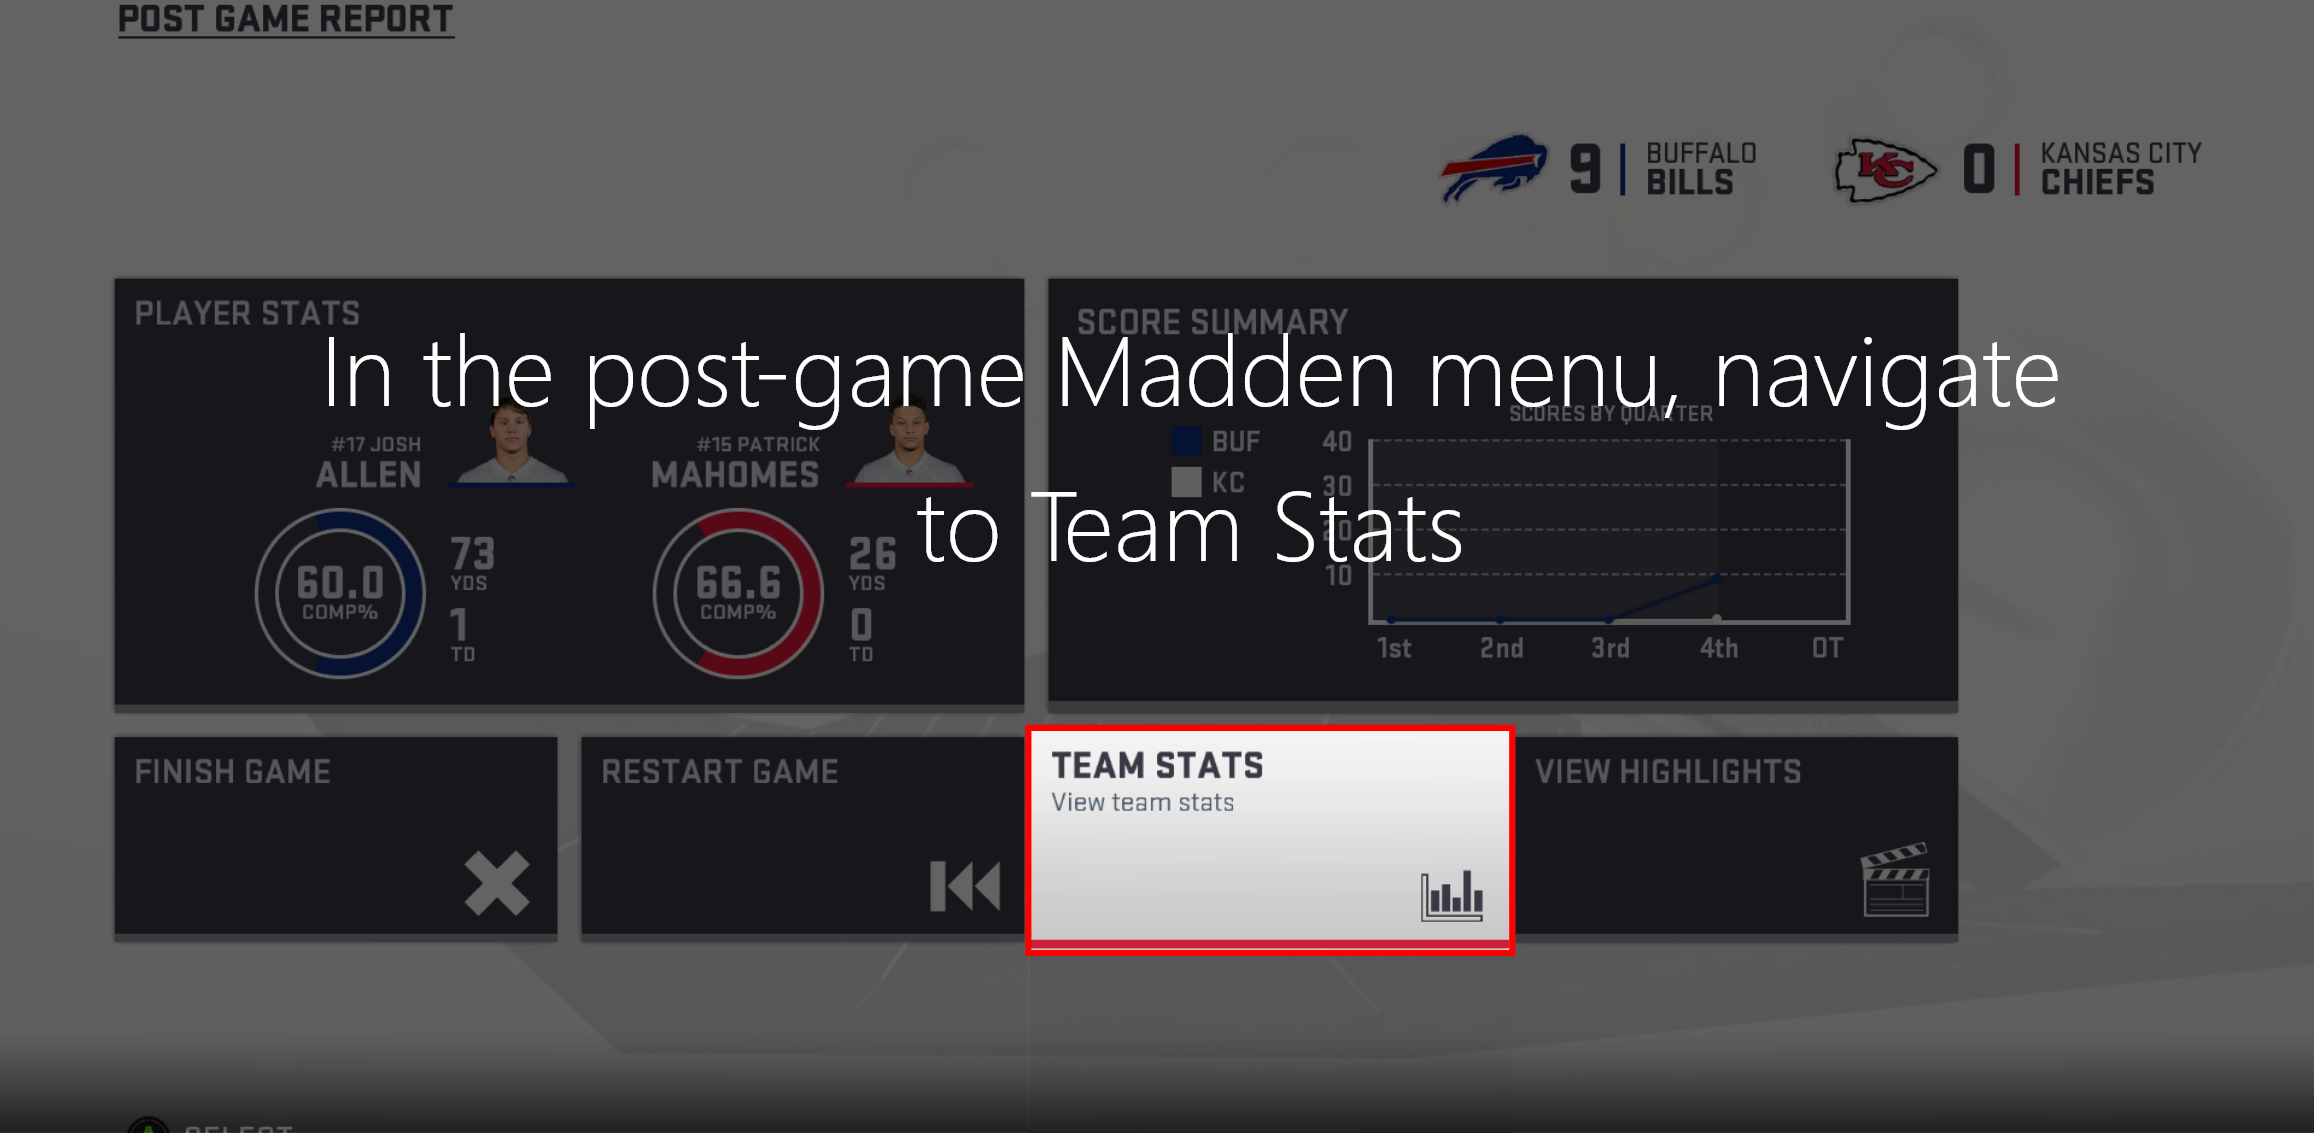 POST GAME REPORT
9
BUFFALO
BILLS
KC
0
KANSAS CITY
CHIEFS
PLAYER STATS
SCORE SUMMARY
In the post-game Madden menu, navigate
to Team Stats
#17 JOSH
ALLEN
60.0
COMP%
73
YDS
1
TD
#15 PATRICK
MAHOMES
66.6
COMP%
26
YDS
0
TD
SCORES BY QUARTER
BUF
KC
40
30
20
10
1st 2nd 3rd 4th OT
FINISH GAME
RESTART GAME
TEAM STATS
View team stats
VIEW HIGHLIGHTS
A SELECT